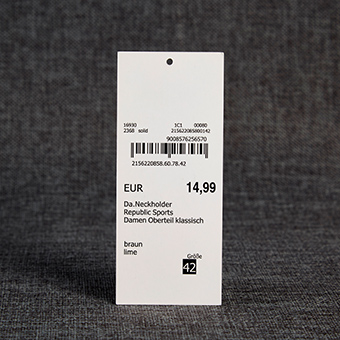 16930 1C1 00080
2368 solid 215622085800142
9008576256570
2156220858.60.78.42
EUR 14,99
Da.Neckholder
Republic Sports
Damen Oberteil klassisch
braun
lime
Größe
42